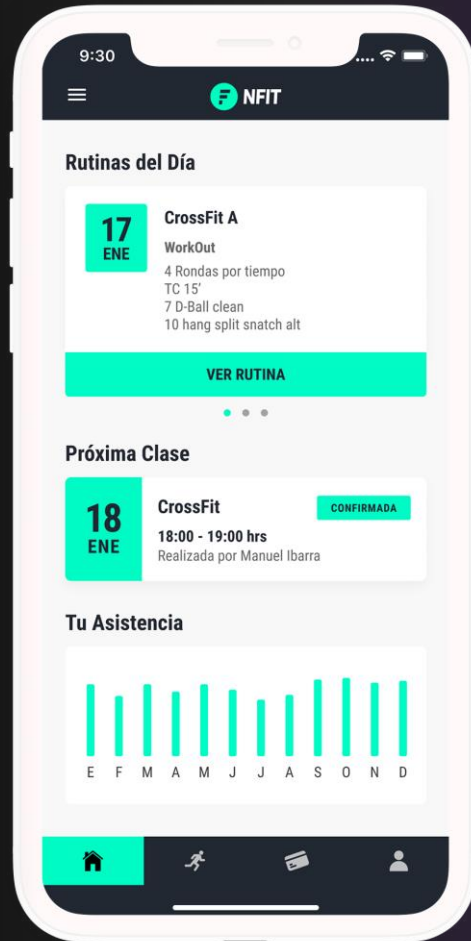 9:30
NFIT
Rutinas del Día
17
ENE
CrossFit A
WorkOut
4 Rondas por tiempo
TC 15'
7 D-Ball clean
10 hang split snatch alt
VER RUTINA
Próxima Clase
18
ENE
CrossFit
CONFIRMADA
18:00 - 19:00 hrs
Realizada por Manuel Ibarra
Tu Asistencia
E F M A M J J A S O N D